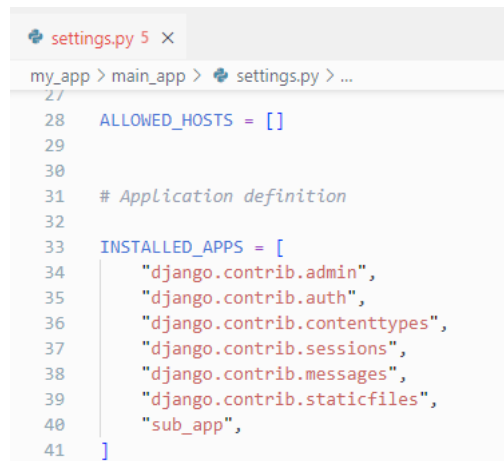 settings.py 5 ×
my_app > main_app > settings.py > ...
27
28 ALLOWED_HOSTS = []
29
30
31 # Application definition
32
33 INSTALLED_APPS = [
34     "django.contrib.admin",
35     "django.contrib.auth",
36     "django.contrib.contenttypes",
37     "django.contrib.sessions",
38     "django.contrib.messages",
39     "django.contrib.staticfiles",
40     "sub_app",
41 ]